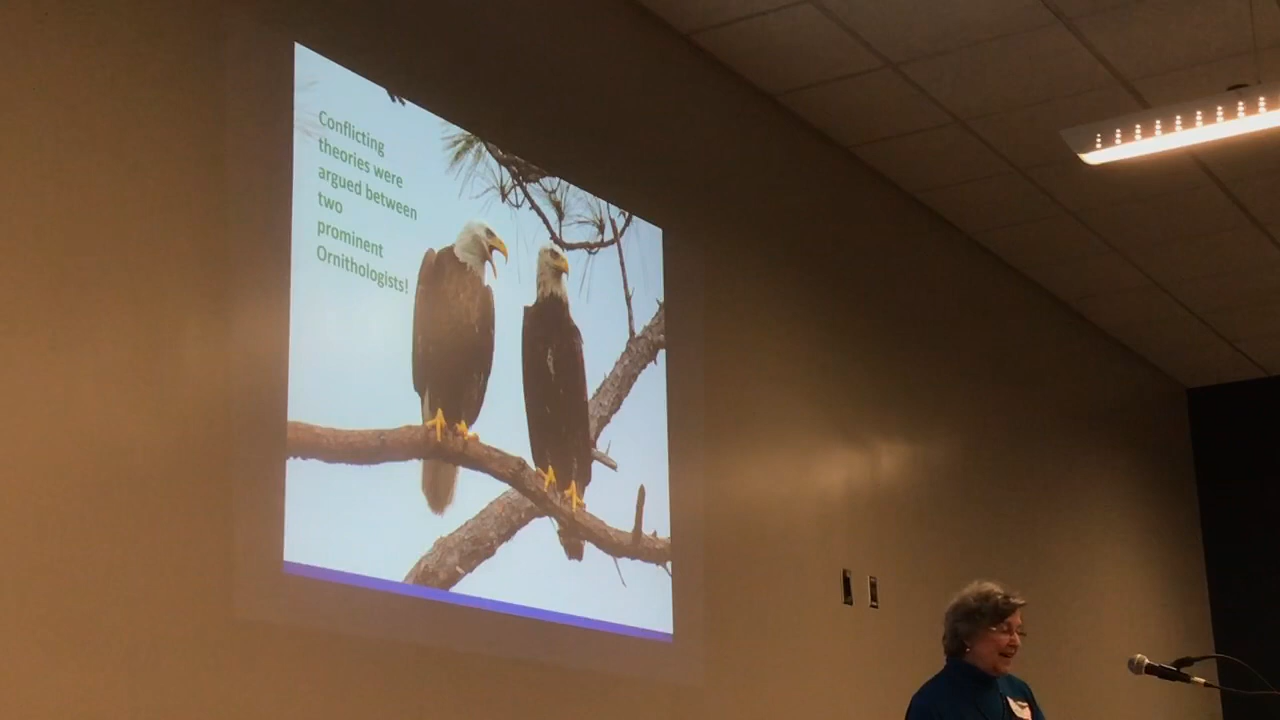 Conflicting
theories were
argued between
two
prominent
Ornithologists!